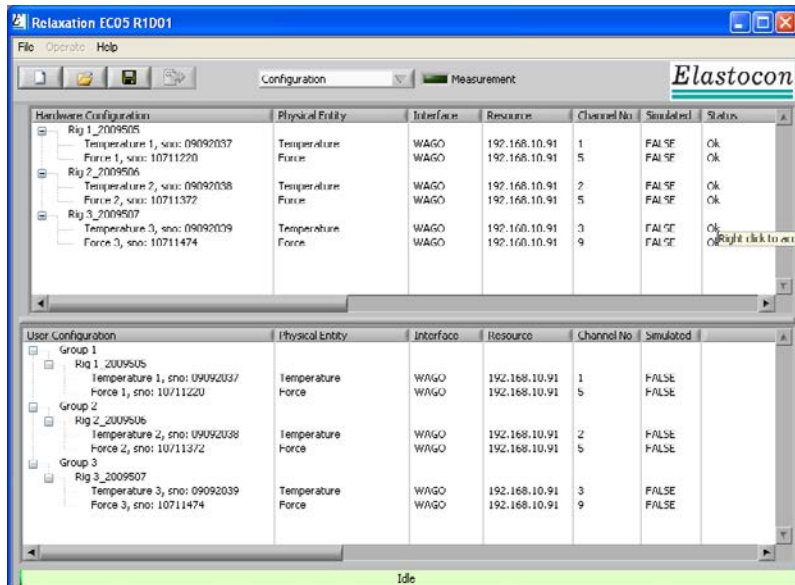 Relaxation EC05 R1D01
File Operate Help
Configuration Measurement Elastocon
Hardware Configuration Physical Entity Interface Resource Channel No Simulated Status
Rig 1_2009505
Temperature 1, sno: 09092037 Temperature WAGO 192.168.10.91 1 FALSE Ok
Force 1, sno: 10711220 Force WAGO 192.168.10.91 5 FALSE Ok
Rig 2_2009506
Temperature 2, sno: 09092038 Temperature WAGO 192.168.10.91 2 FALSE Ok
Force 2, sno: 10711372 Force WAGO 192.168.10.91 5 FALSE Ok
Rig 3_2009507
Temperature 3, sno: 09092039 Temperature WAGO 192.168.10.91 3 FALSE Ok
Force 3, sno: 10711474 Force WAGO 192.168.10.91 9 FALSE
Right click to
User Configuration Physical Entity Interface Resource Channel No Simulated
Group 1
Rig 1_2009505
Temperature 1, sno: 09092037 Temperature WAGO 192.168.10.91 1 FALSE
Force 1, sno: 10711220 Force WAGO 192.168.10.91 5 FALSE
Group 2
Rig 2_2009506
Temperature 2, sno: 09092038 Temperature WAGO 192.168.10.91 2 FALSE
Force 2, sno: 10711372 Force WAGO 192.168.10.91 5 FALSE
Group 3
Rig 3_2009507
Temperature 3, sno: 09092039 Temperature WAGO 192.168.10.91 3 FALSE
Force 3, sno: 10711474 Force WAGO 192.168.10.91 9 FALSE
Idle